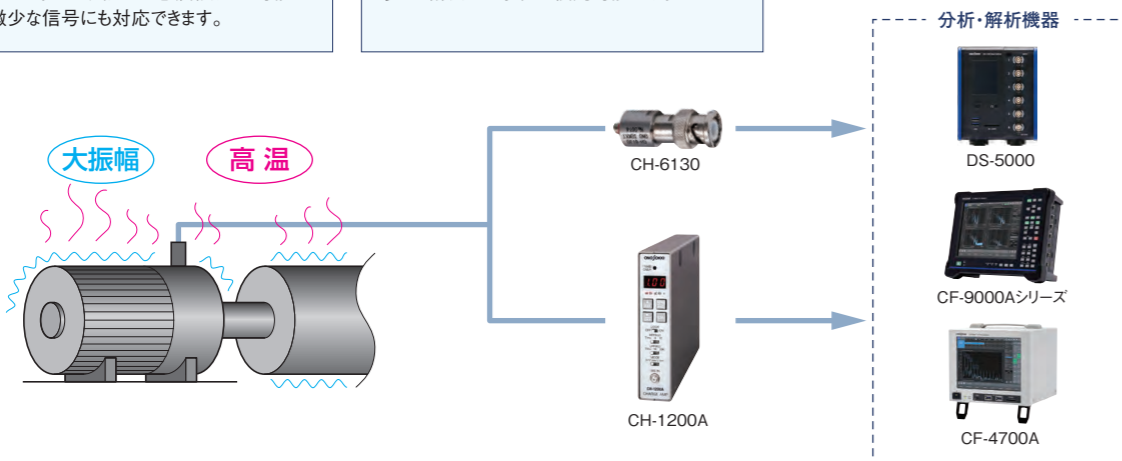 微少な信号にも対応できます。
分析・解析機器
大振幅
高 温
CH-6130
DS-5000
CF-9000Aシリーズ
CH-1200A
CF-4700A